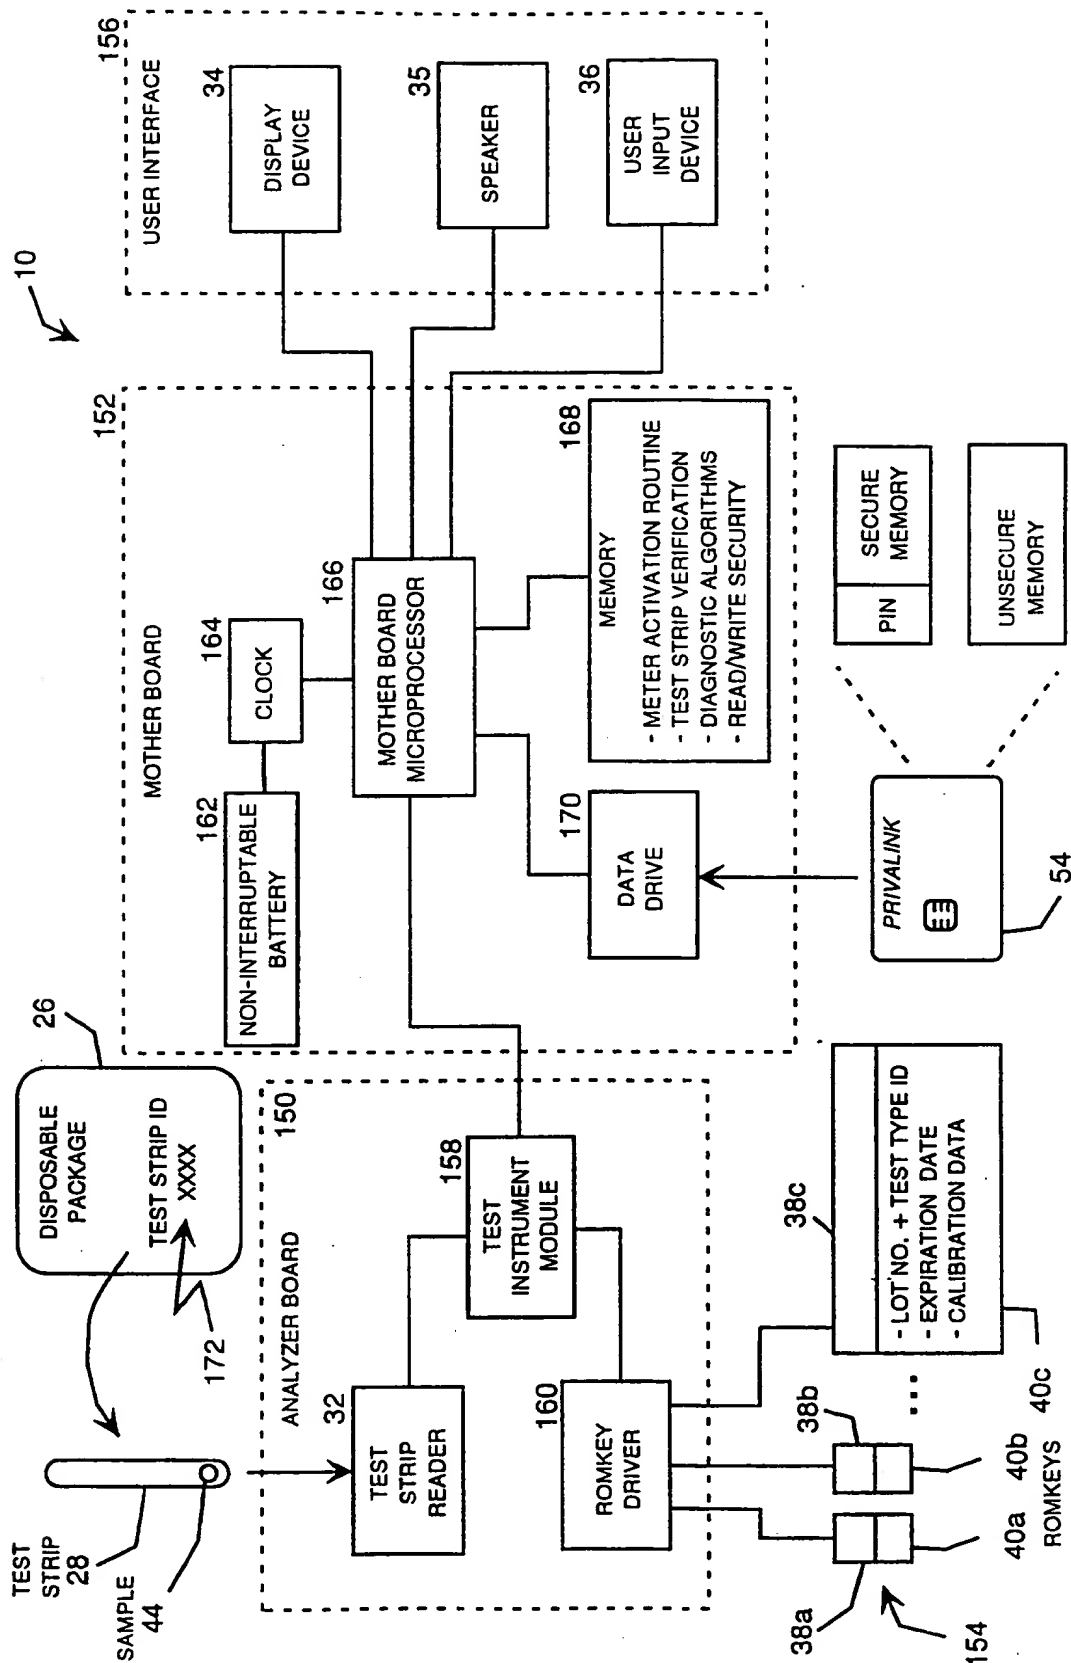 10
TEST
STRIP
28
SAMPLE
44
DISPOSABLE
PACKAGE
TEST STRIP ID
XXXX
26
172
150
ANALYZER BOARD
32
TEST
STRIP
READER
158
TEST
INSTRUMENT
MODULE
160
ROMKEY
DRIVER
38a
38b
38c
- LOT NO. + TEST TYPE ID
- EXPIRATION DATE
- CALIBRATION DATA
...
40a
40b
40c
ROMKEYS
154
152
MOTHER BOARD
162
NON-INTERRUPTABLE
BATTERY
164
CLOCK
166
MOTHER BOARD
MICROPROCESSOR
168
MEMORY
- METER ACTIVATION ROUTINE
- TEST STRIP VERIFICATION
- DIAGNOSTIC ALGORITHMS
- READ/WRITE SECURITY
170
DATA
DRIVE
PRIVALINK
54
PIN
SECURE
MEMORY
UNSECURE
MEMORY
156
USER INTERFACE
34
DISPLAY
DEVICE
35
SPEAKER
36
USER
INPUT
DEVICE